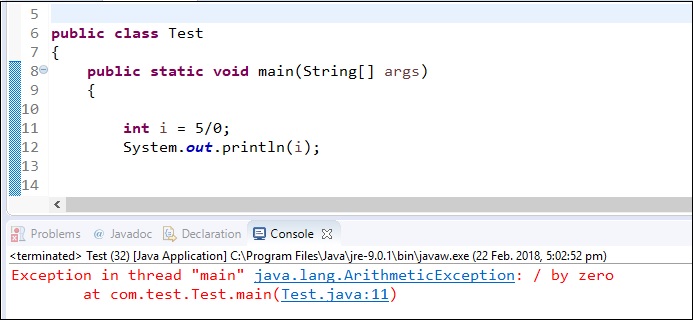 5
6 public class Test
7 {
8 public static void main(String[] args)
9 {
10
11 int i = 5/0;
12 System.out.println(i);
13
14
Problems @ Javadoc Declaration Console
<terminated> Test (32) [Java Application] C:\Program Files\Java\jre-9.0.1\bin\javaw.exe (22 Feb. 2018, 5:02:52 pm)
Exception in thread "main" java.lang.ArithmeticException: / by zero
at com.test.Test.main(Test.java:11)